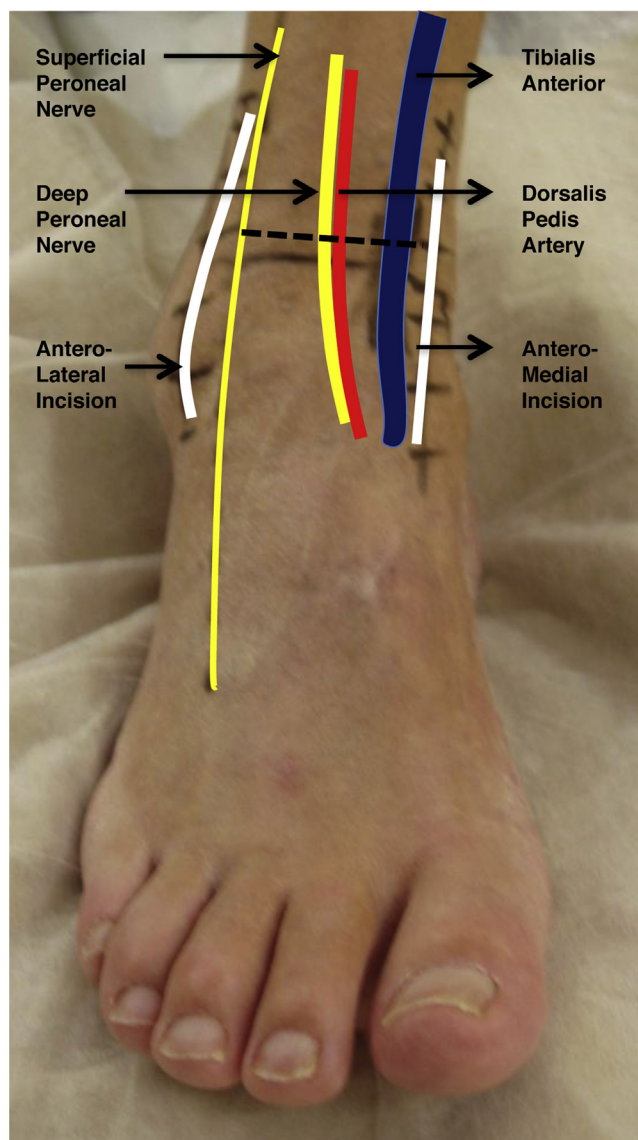 Superficial
Peroneal
Nerve
Tibialis
Anterior
Deep
Peroneal
Nerve
Dorsalis
Pedis
Artery
Antero-
Lateral
Incision
Antero-
Medial
Incision